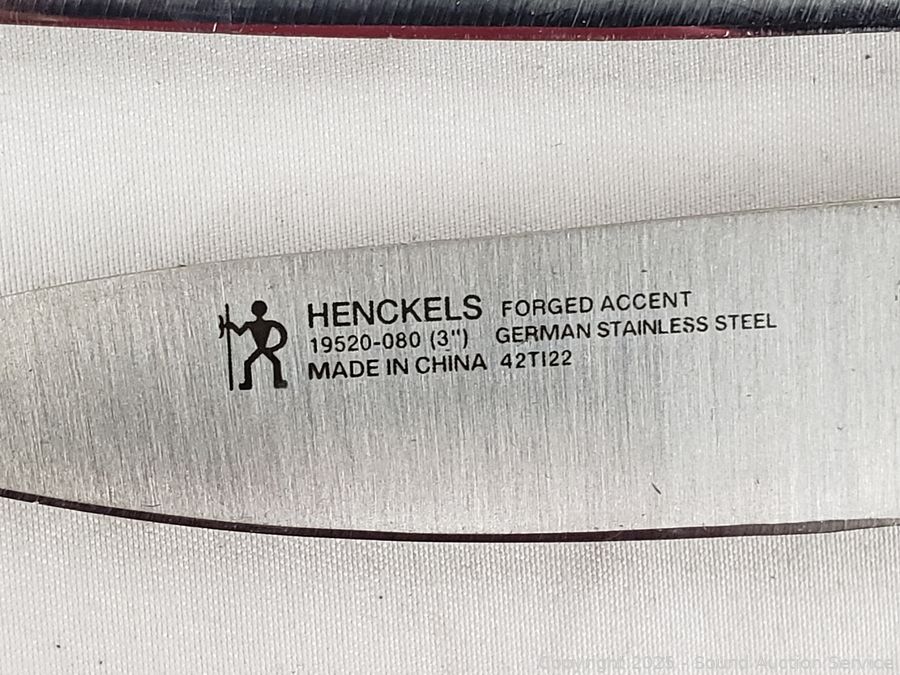 HENCKELS FORGED ACCENT
19520-080 (3") GERMAN STAINLESS STEEL
MADE IN CHINA 42TI22
Copyright 2025 - Sound Auction Service